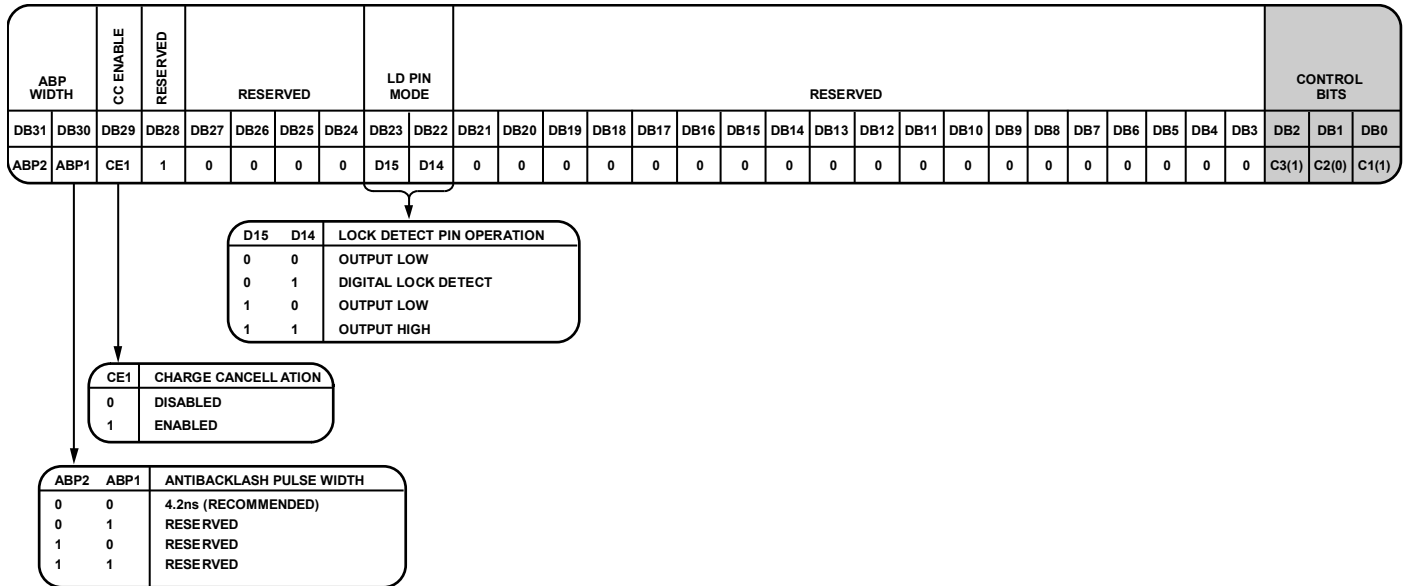 ABP WIDTH
CC ENABLE
RESERVED
RESERVED
LD PIN MODE
RESERVED
CONTROL BITS
DB31 DB30 DB29 DB28 DB27 DB26 DB25 DB24 DB23 DB22 DB21 DB20 DB19 DB18 DB17 DB16 DB15 DB14 DB13 DB12 DB11 DB10 DB9 DB8 DB7 DB6 DB5 DB4 DB3 DB2 DB1 DB0
ABP2 ABP1 CE1 1 0 0 0 0 D15 D14 0 0 0 0 0 0 0 0 0 0 0 0 0 0 0 0 0 0 0 C3(1) C2(0) C1(1)
D15 D14 LOCK DETECT PIN OPERATION
0 0 OUTPUT LOW
0 1 DIGITAL LOCK DETECT
1 0 OUTPUT LOW
1 1 OUTPUT HIGH
CE1 CHARGE CANCELLATION
0 DISABLED
1 ENABLED
ABP2 ABP1 ANTIBACKLASH PULSE WIDTH
0 0 4.2ns (RECOMMENDED)
0 1 RESERVED
1 0 RESERVED
1 1 RESERVED